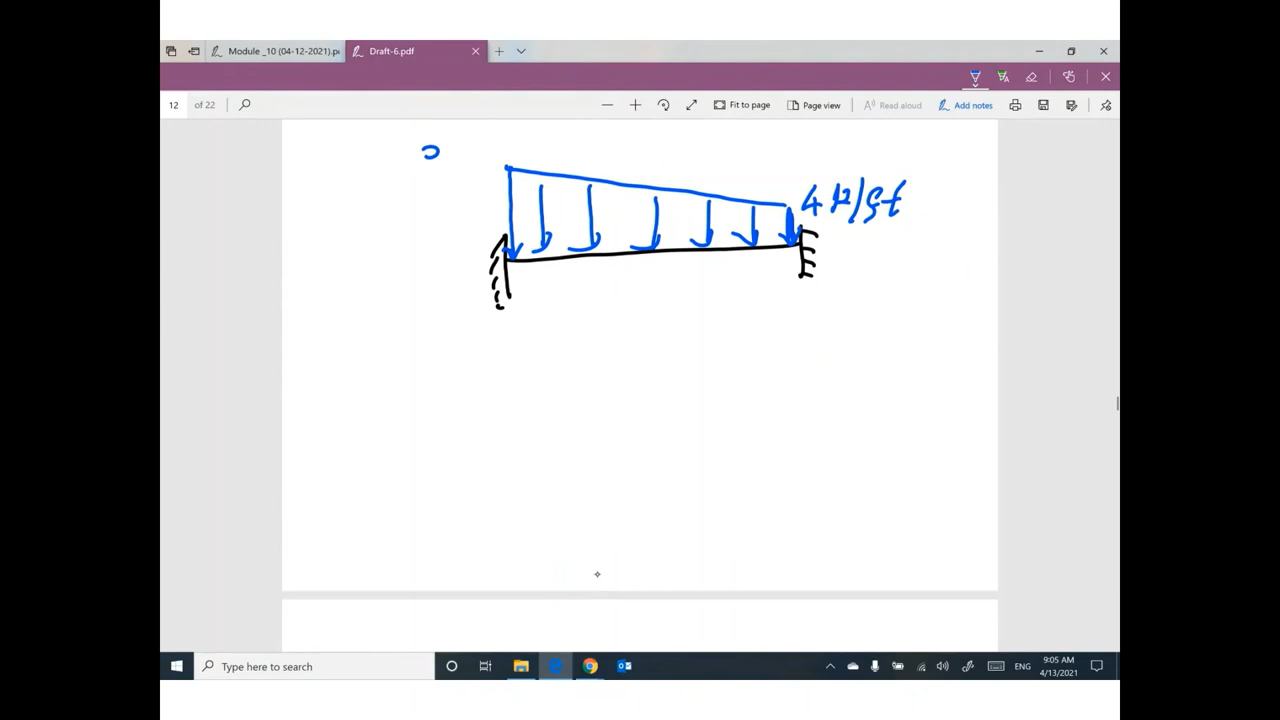 Module _10 (04-12-2021).p
Draft-6.pdf
12 of 22
Fit to page
Page view
Read aloud
Add notes
4 k/ft
Type here to search
ENG
9:05 AM
4/13/2021